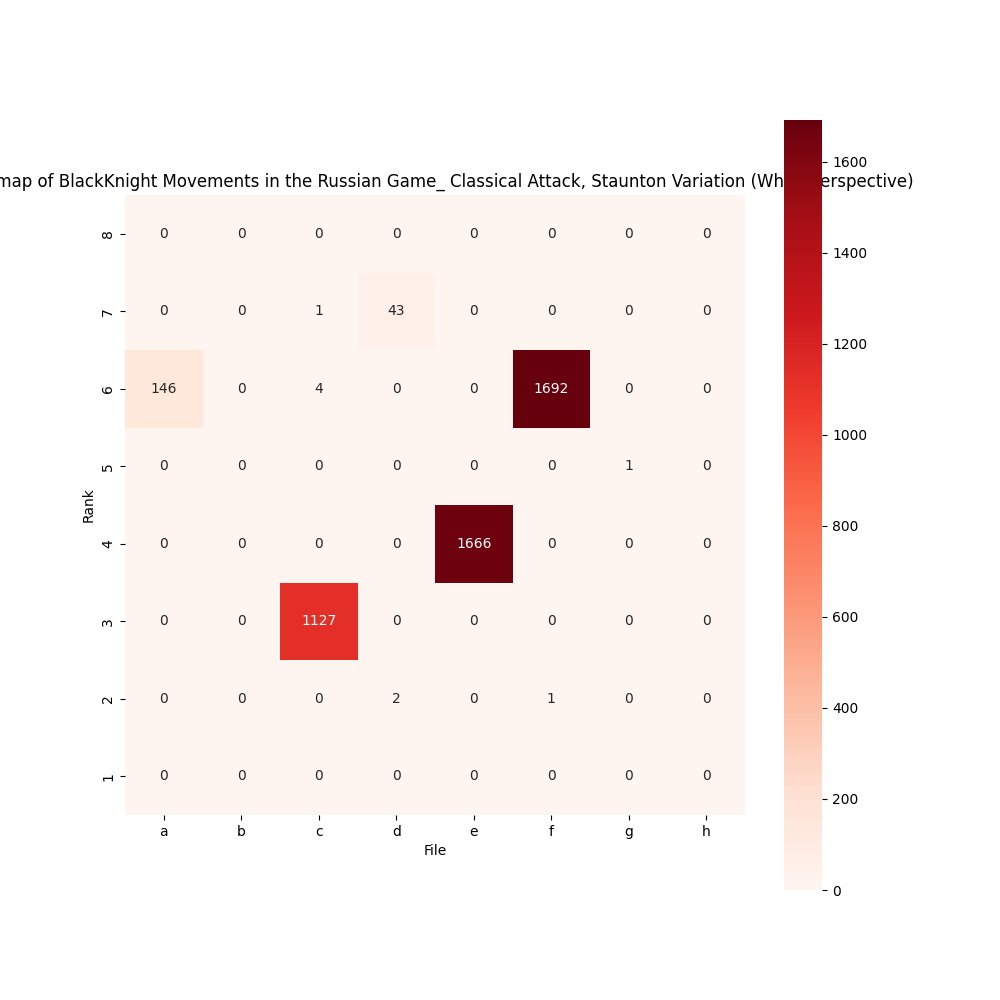 map of BlackKnight Movements in the Russian Game_ Classical Attack, Staunton Variation (Wh erspective)
8 0 0 0 0 0 0 0 0
7 0 0 1 43 0 0 0 0
6 146 0 4 0 0 1692 0 0
5 0 0 0 0 0 0 1 0
Rank
4 0 0 0 0 1666 0 0 0
3 0 0 1127 0 0 0 0 0
2 0 0 0 2 0 1 0 0
1 0 0 0 0 0 0 0 0
a b c d e f g h
File
1600
1400
1200
1000
800
600
400
200
0